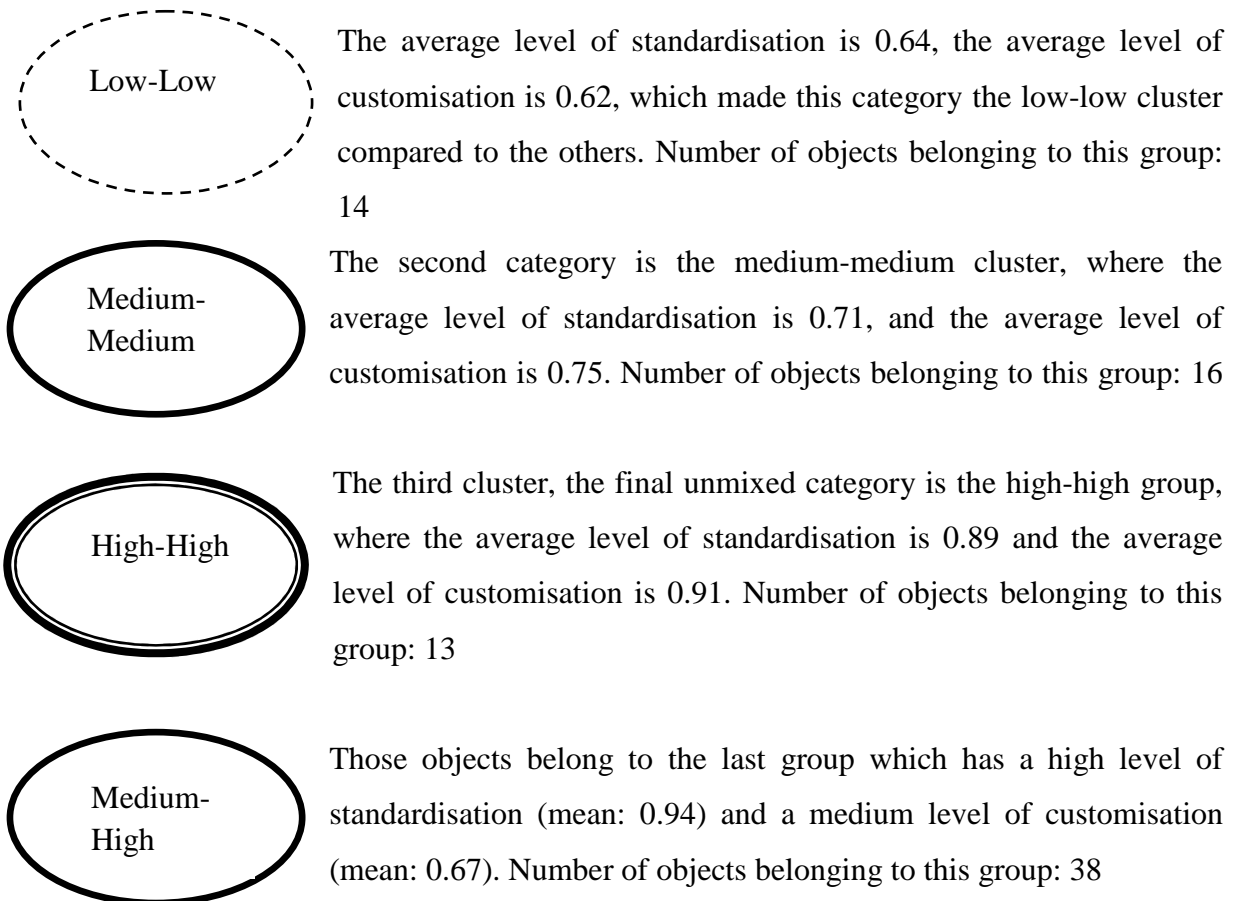 Low-Low
The average level of standardisation is 0.64, the average level of
customisation is 0.62, which made this category the low-low cluster
compared to the others. Number of objects belonging to this group:
14
Medium-
Medium
The second category is the medium-medium cluster, where the
average level of standardisation is 0.71, and the average level of
customisation is 0.75. Number of objects belonging to this group: 16
High-High
The third cluster, the final unmixed category is the high-high group,
where the average level of standardisation is 0.89 and the average
level of customisation is 0.91. Number of objects belonging to this
group: 13
Medium-
High
Those objects belong to the last group which has a high level of
standardisation (mean: 0.94) and a medium level of customisation
(mean: 0.67). Number of objects belonging to this group: 38